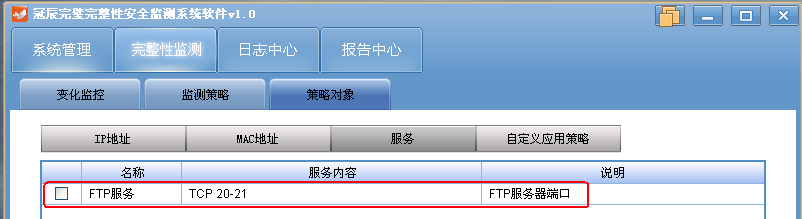 冠辰完鉴完整性安全监测系统软件v1.0
系统管理 完整性监测 日志中心 报告中心
变化监控 监测策略 策略对象
IP地址 MAC地址 服务 自定义应用策略
名称 服务内容 说明
FTP服务 TCP 20-21 FTP服务器端口